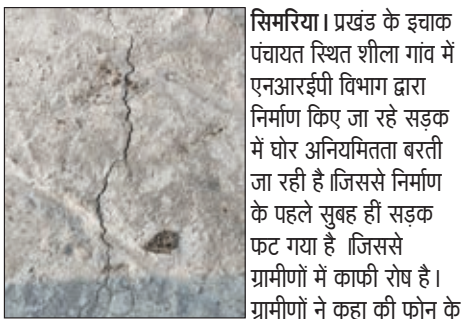 सिमरिया। प्रखंड के इचाक
पंचायत स्थित शीला गांव में
एनआरईपी विभाग द्वारा
निर्माण किए जा रहे सड़क
में घोर अनियमितता बरती
जा रही है।जिससे निर्माण
के पहले सुबह हीं सड़क
फट गया है ।जिससे
ग्रामीणों में काफी रोष है।
ग्रामीणों ने कहा की फोन के